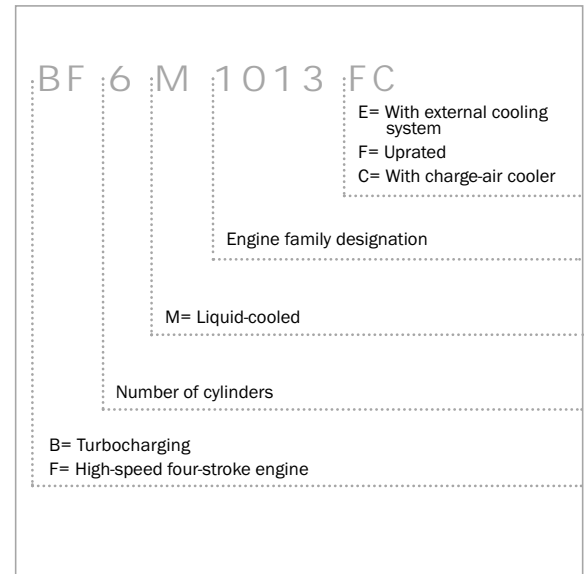 BF 6 M 1013 FC
E= With external cooling
system
F= Uprated
C= With charge-air cooler
Engine family designation
M= Liquid-cooled
Number of cylinders
B= Turbocharging
F= High-speed four-stroke engine